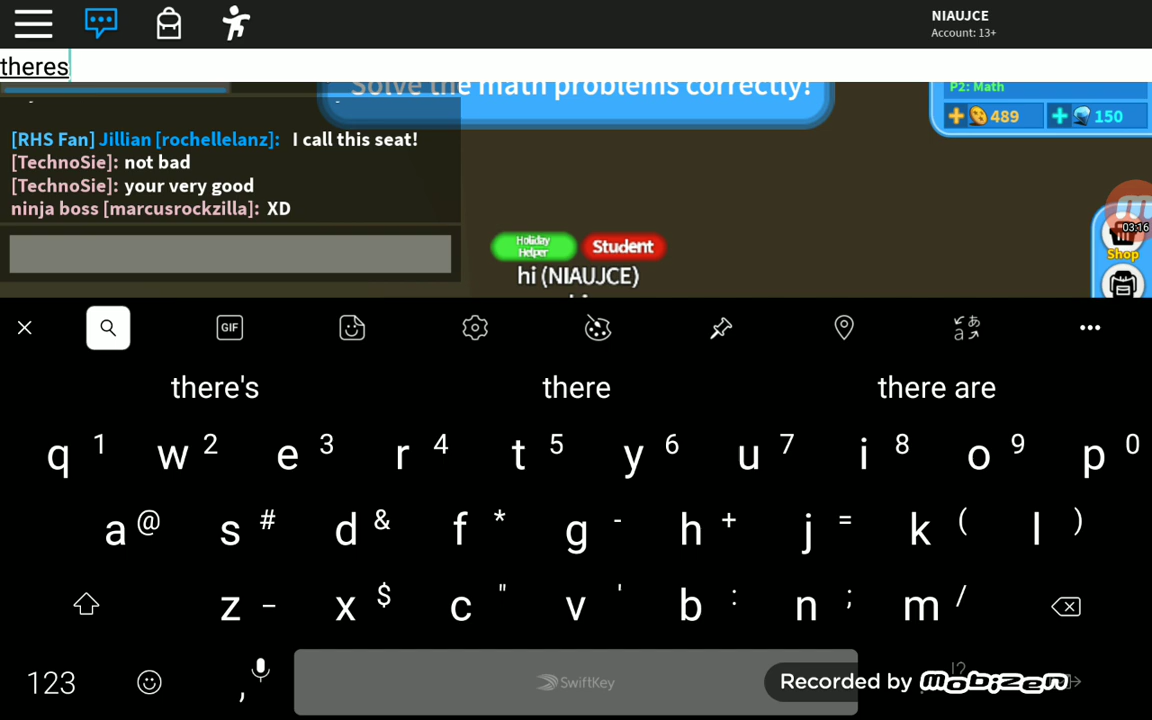 NIAUJCE
Account: 13+
theres
Solve the math problems correctly!
P2: Math
489
150
[RHS Fan] Jillian [rochellelanz]: I call this seat!
[TechnoSie]: not bad
[TechnoSie]: your very good
ninja boss [marcusrockzilla]: XD
03:16
Shop
Holiday Helper
Student
hi (NIAUJCE)
GIF
there's
there
there are
q 1 w 2 e 3 r 4 t 5 y 6 u 7 i 8 o 9 p 0
a @ s # d & f * g - h + j = k ( l )
z _ x $ c " v ' b : n ; m /
123
,
SwiftKey
!?
Recorded by mobizen